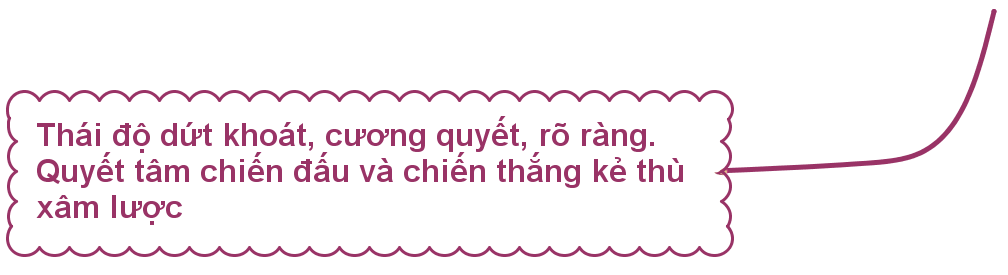 Thái độ dứt khoát, cương quyết, rõ ràng.
Quyết tâm chiến đấu và chiến thắng kẻ thù
xâm lược